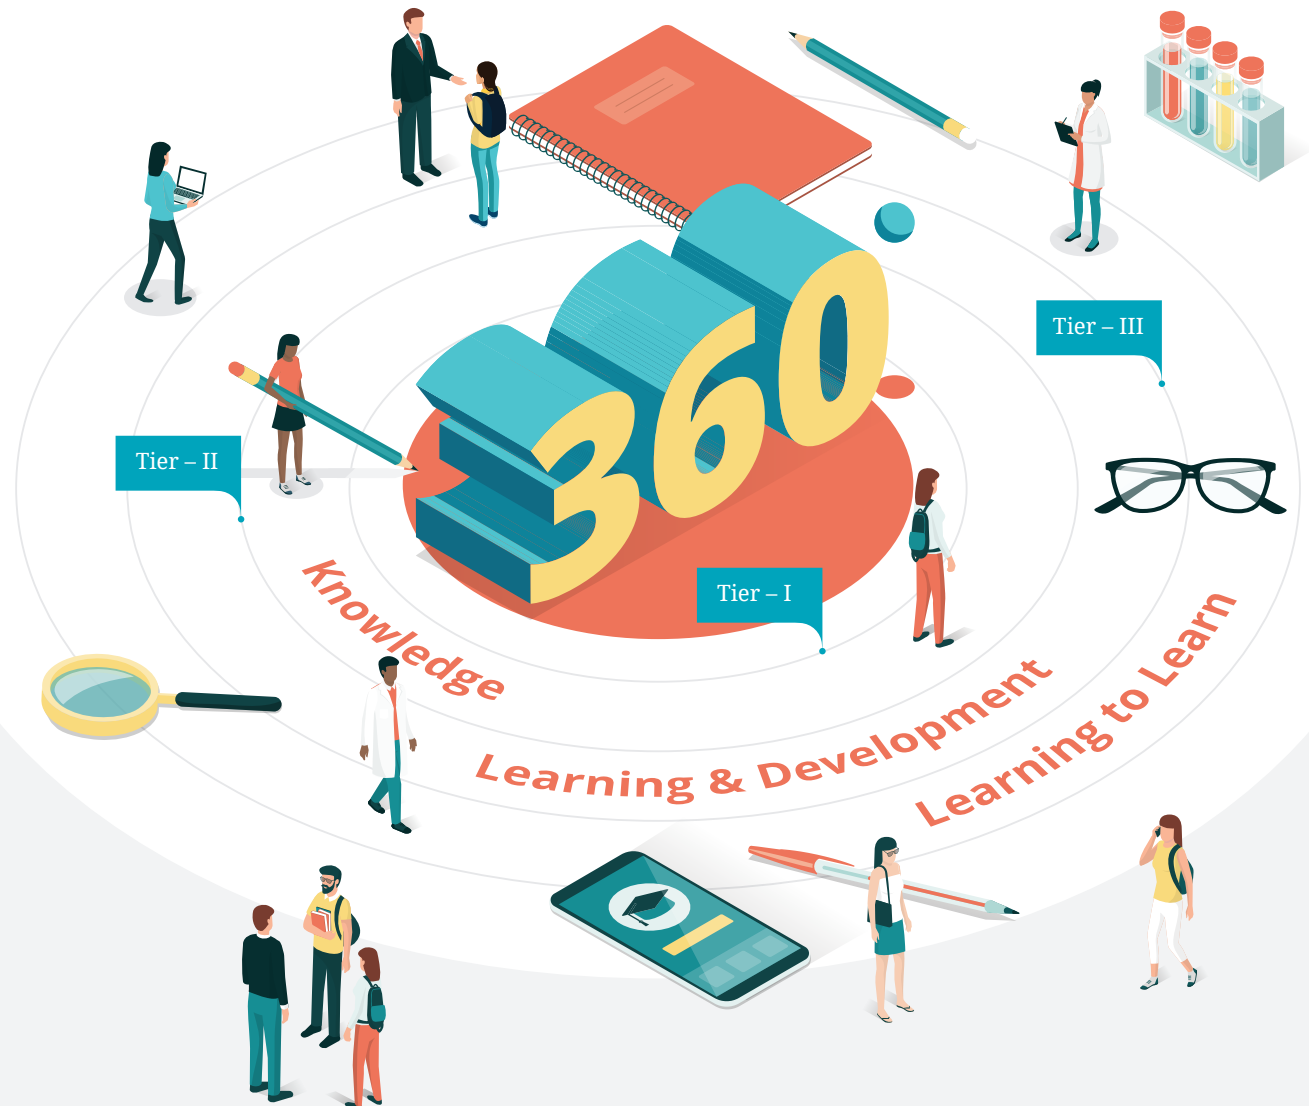 360
Tier – III
Tier – II
Tier – I
Knowledge
Learning & Development
Learning to Learn